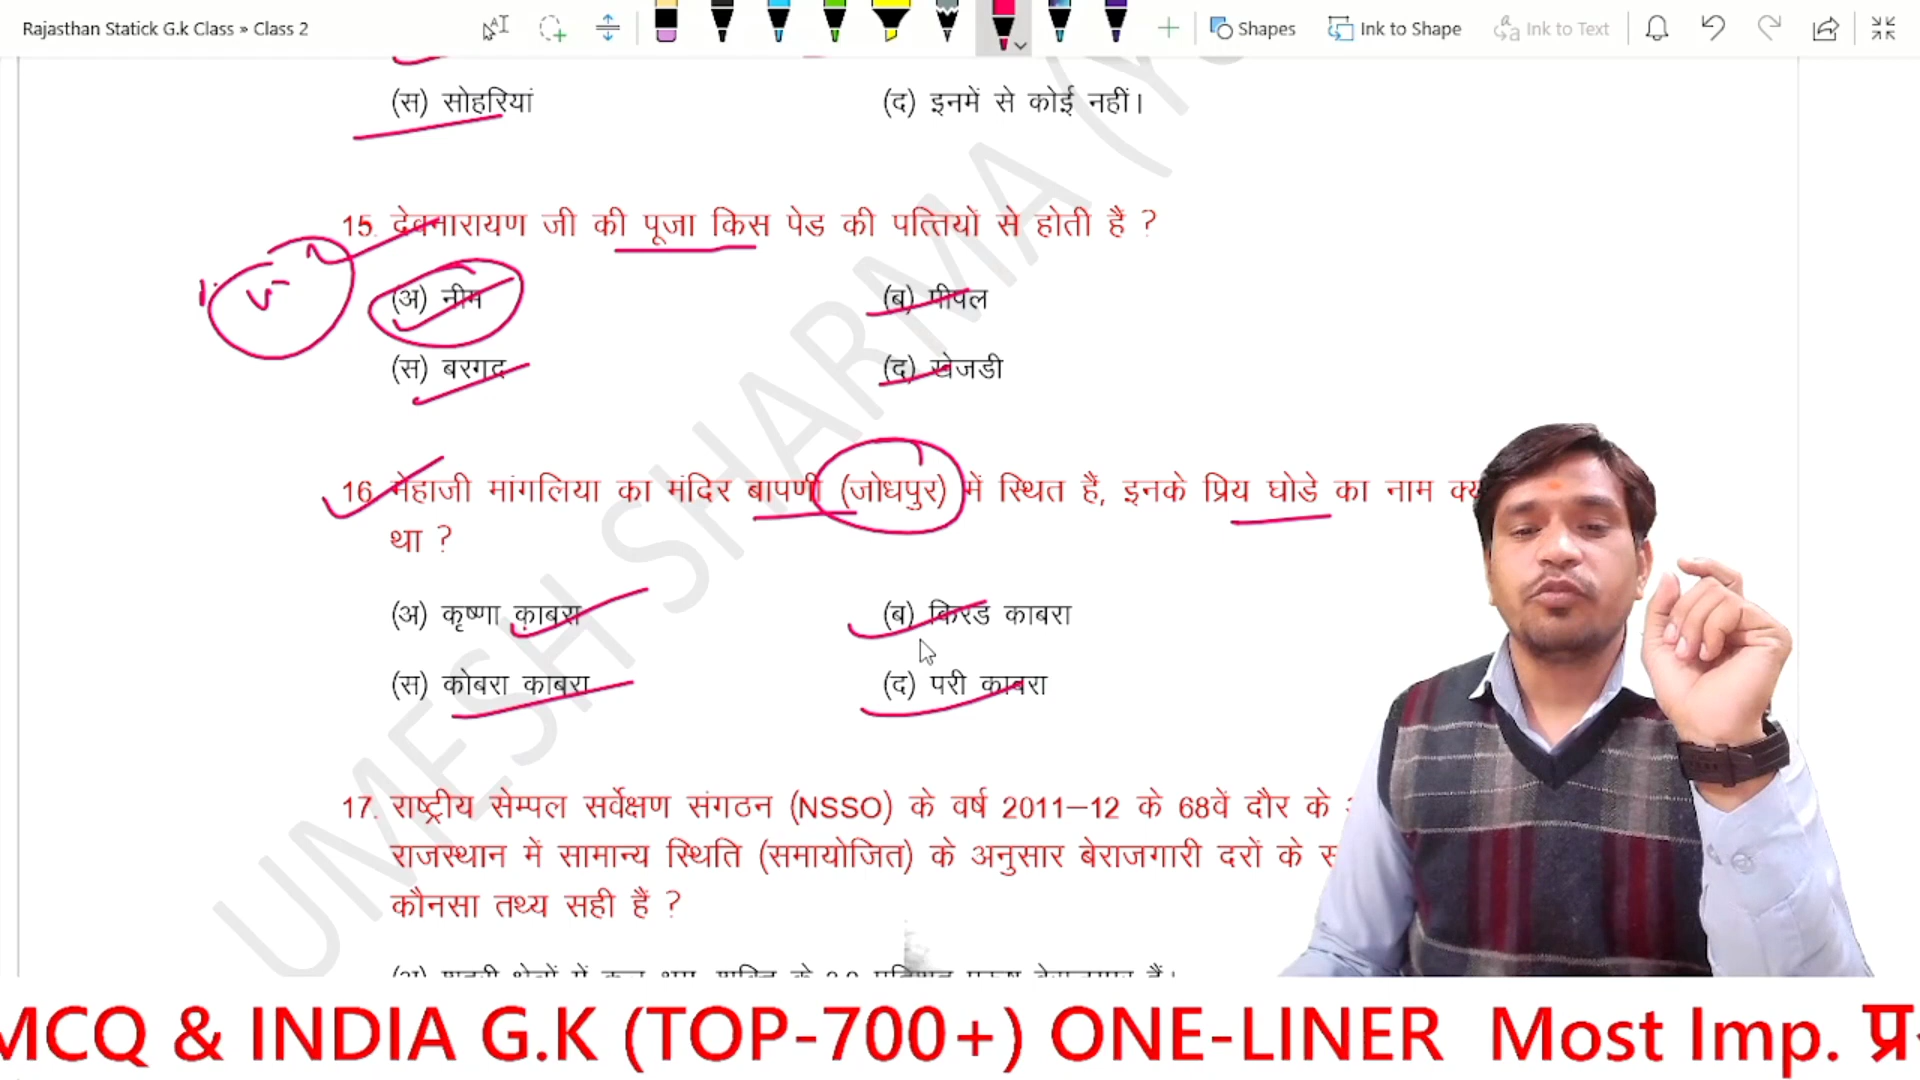 Rajasthan Statick G.k Class » Class 2
Shapes
Ink to Shape
Ink to Text
(स) सोहरियां
(द) इनमें से कोई नहीं।
15. देवनारायण जी की पूजा किस पेड की पत्तियों से होती हैं ?
(अ) नीम
(ब) पीपल
(स) बरगद
(द) खेजडी
16. मेहाजी मांगलिया का मंदिर बापणी (जोधपुर) में स्थित हैं, इनके प्रिय घोडे का नाम
था ?
(अ) कृष्णा काबरा
(ब) किरड काबरा
(स) कोबरा काबरा
(द) परी काबरा
17. राष्ट्रीय सेम्पल सर्वेक्षण संगठन (NSSO) के वर्ष 2011–12 के 68वें दौर के
राजस्थान में सामान्य स्थिति (समायोजित) के अनुसार बेराजगारी दरों के
कौनसा तथ्य सही हैं ?
UMESH SHARMA
MCQ & INDIA G.K (TOP-700+) ONE-LINER Most Imp.